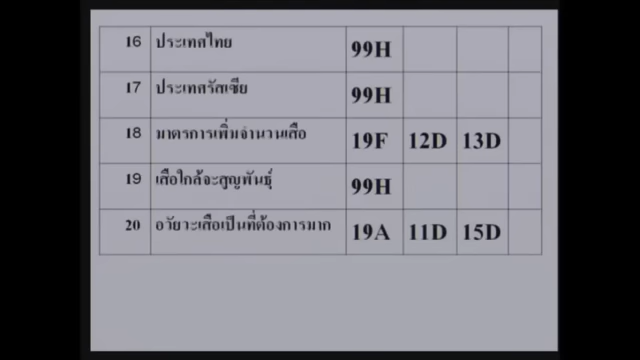 16 ประเทศไทย 99H
17 ประเทศรัสเซีย 99H
18 มาตรการเพิ่มจำนวนเสือ 19F 12D 13D
19 เสือใกล้จะสูญพันธุ์ 99H
20 อวัยวะเสือเป็นที่ต้องการมาก 19A 11D 15D